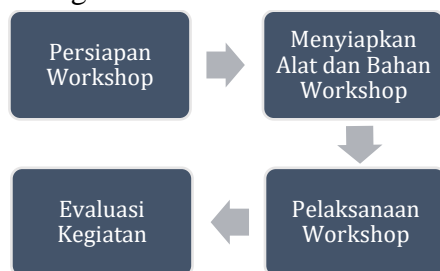 Persiapan
Workshop
Menyiapkan
Alat dan Bahan
Workshop
Pelaksanaan
Workshop
Evaluasi
Kegiatan